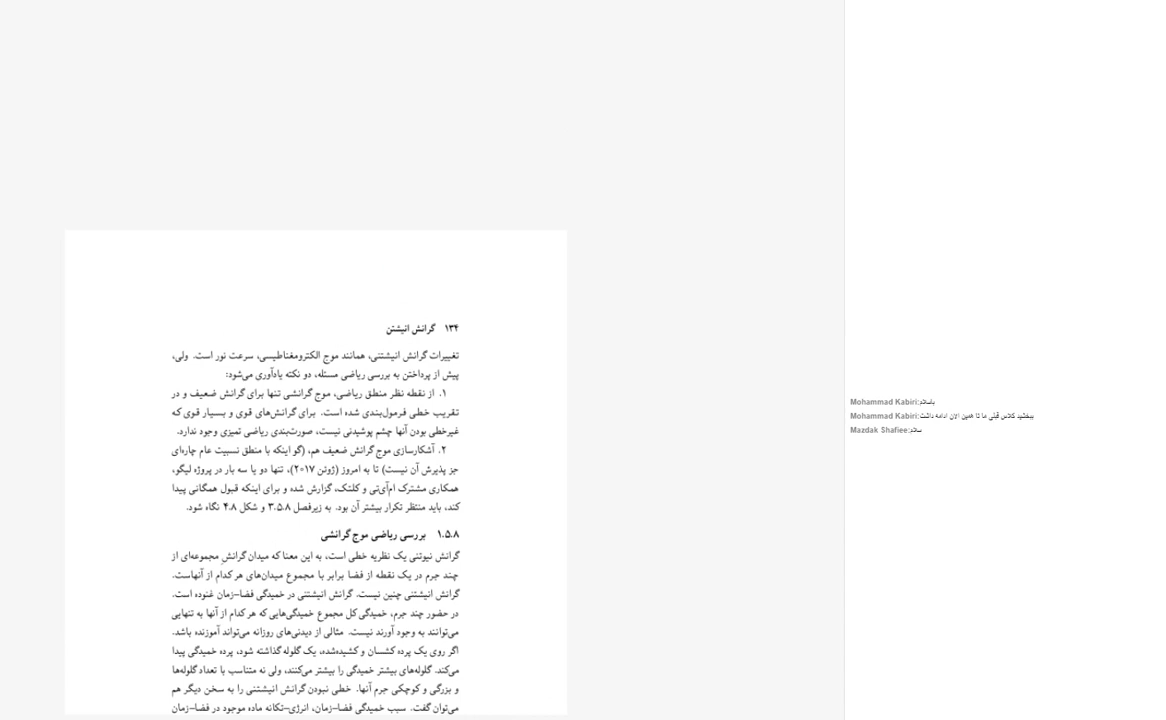 ۱۳۴ گرانش انیشتن
تغییرات گرانش انیشتنی، همانند موج الکترومغناطیسی، سرعت نور است. ولی،
پیش از پرداختن به بررسی ریاضی مسئله، دو نکته یادآوری می‌شود:
۱. از نقطه نظر منطق ریاضی، موج گرانشی تنها برای گرانش ضعیف و در
تقریب خطی فرمول‌بندی شده است. برای گرانش‌های قوی و بسیار قوی که
غیرخطی بودن آنها چشم پوشیدنی نیست، صورت‌بندی ریاضی تمیزی وجود ندارد.
۲. آشکارسازی موج گرانش ضعیف هم، (گو اینکه با منطق نسبیت عام چاره‌ای
جز پذیرش آن نیست) تا به امروز (ژوئن ۲۰۱۷)، تنها دو یا سه بار در پروژه لیگو،
همکاری مشترک ام‌آی‌تی و کلتک، گزارش شده و برای اینکه قبول همگانی پیدا
کند، باید منتظر تکرار بیشتر آن بود. به زیرفصل ۳.۵.۸ و شکل ۴.۸ نگاه شود.
۱.۵.۸ بررسی ریاضی موج گرانشی
گرانش نیوتنی یک نظریه خطی است، به این معنا که میدان گرانشِ مجموعه‌ای از
چند جرم در یک نقطه از فضا برابر با مجموع میدان‌های هر کدام از آنهاست.
گرانش انیشتنی چنین نیست. گرانش انیشتنی در خمیدگی فضا–زمان غنوده است.
در حضور چند جرم، خمیدگی کل مجموع خمیدگی‌هایی که هر کدام از آنها به تنهایی
می‌توانند به وجود آورند نیست. مثالی از دیدنی‌های روزانه می‌تواند آموزنده باشد.
اگر روی یک پرده کشسان و کشیده‌شده، یک گلوله گذاشته شود، پرده خمیدگی پیدا
می‌کند. گلوله‌های بیشتر خمیدگی را بیشتر می‌کنند، ولی نه متناسب با تعداد گلوله‌ها
و بزرگی و کوچکی جرم آنها. خطی نبودن گرانش انیشتنی را به سخن دیگر هم
می‌توان گفت. سبب خمیدگی فضا–زمان، انرژی–تکانه ماده موجود در فضا–زمان
Mohammad Kabiri:باسلام
Mohammad Kabiri:ببخشید کلاس قبلی ما تا همین الان ادامه داشت
Mazdak Shafiee:سلام